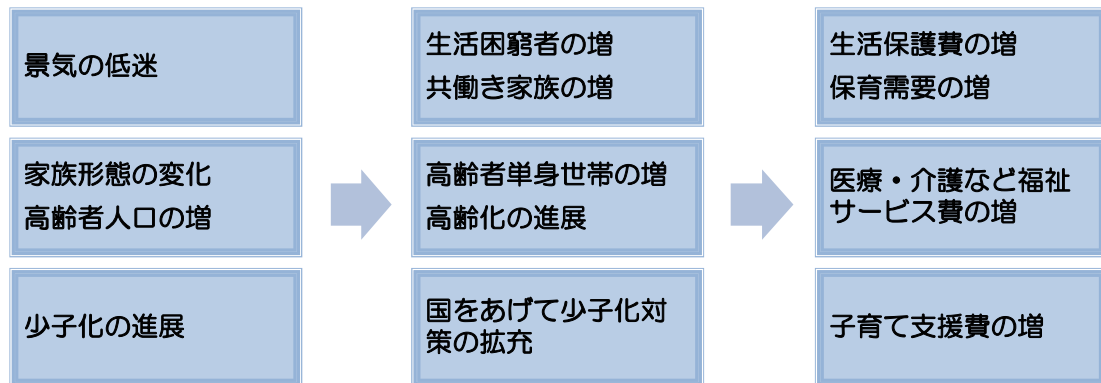 景気の低迷
生活困窮者の増
共働き家族の増
生活保護費の増
保育需要の増
家族形態の変化
高齢者人口の増
高齢者単身世帯の増
高齢化の進展
医療・介護など福祉
サービス費の増
少子化の進展
国をあげて少子化対
策の拡充
子育て支援費の増